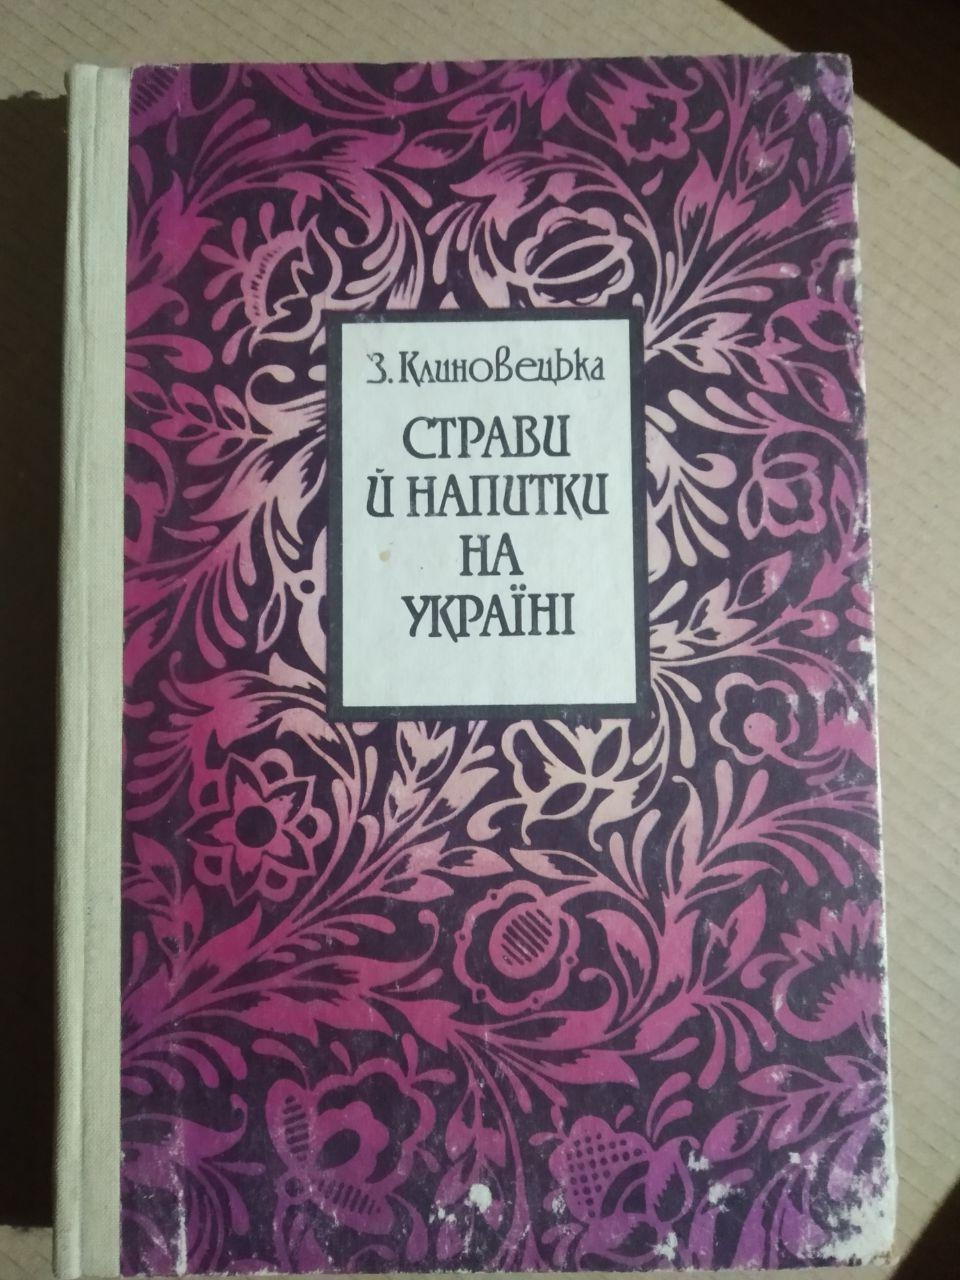 З. Клиновецька
СТРАВИ
Й НАПИТКИ
НА
УКРАЇНІ